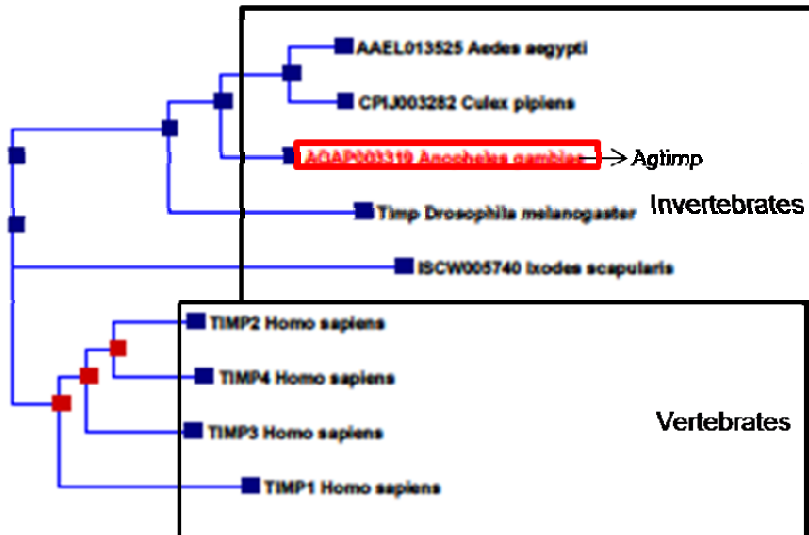 AAEL013525 Aedes aegypti
CPIJ003282 Culex pipiens
AGAP003319 Anopheles gambiae
Agtimp
Timp Drosophila melanogaster
Invertebrates
ISCW005740 Ixodes scapularis
TIMP2 Homo sapiens
TIMP4 Homo sapiens
TIMP3 Homo sapiens
Vertebrates
TIMP1 Homo sapiens